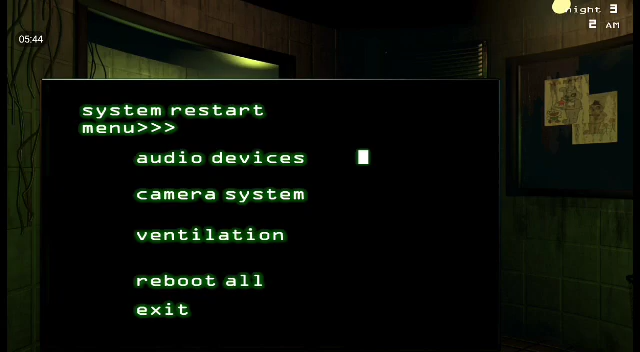 night 3
2 AM
05:44
system restart
menu>>>
audio devices
camera system
ventilation
reboot all
exit